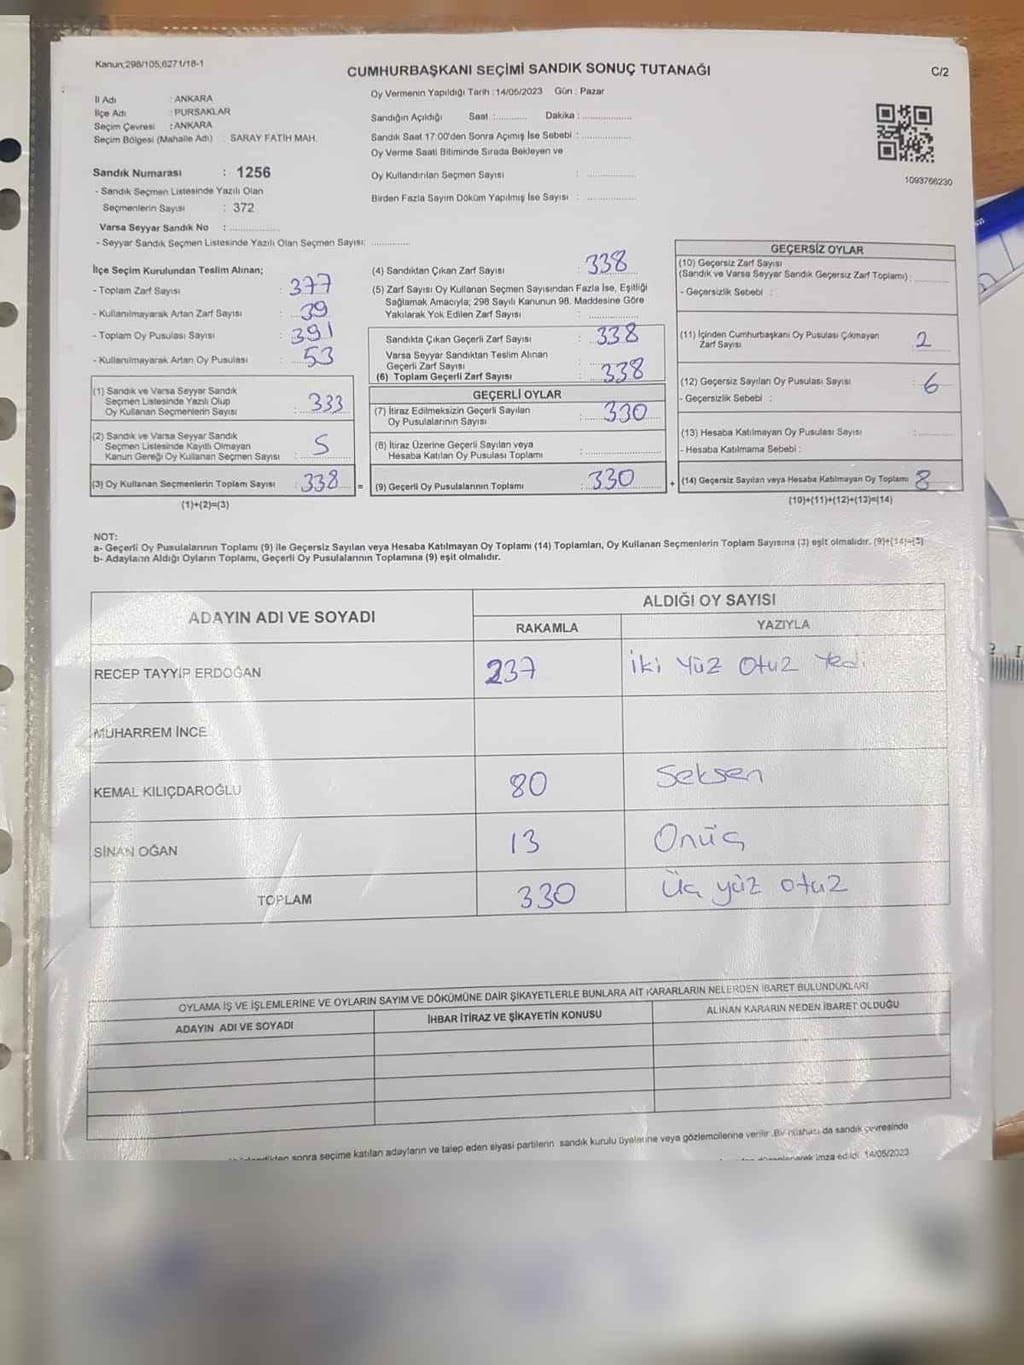 Kanun;298/105,6271/18-1
CUMHURBAŞKANI SEÇİMİ SANDIK SONUÇ TUTANAĞI
C/2
İl Adı : ANKARA
İlçe Adı : PURSAKLAR
Seçim Çevresi : ANKARA
Seçim Bölgesi (Mahalle Adı) : SARAY FATİH MAH.
Sandık Numarası : 1256
- Sandık Seçmen Listesinde Yazılı Olan
Seçmenlerin Sayısı : 372
Varsa Seyyar Sandık No : ..............
- Seyyar Sandık Seçmen Listesinde Yazılı Olan Seçmen Sayısı: ..............
Oy Vermenin Yapıldığı Tarih : 14/05/2023 Gün : Pazar
Sandığın Açıldığı Saat :.......... Dakika : ..............
Sandık Saat 17:00'den Sonra Açımış İse Sebebi : ..............
Oy Verme Saati Bitiminde Sırada Bekleyen ve
Oy Kullandırılan Seçmen Sayısı : ..............
Birden Fazla Sayım Döküm Yapılmış İse Sayısı : ..............
1093766230
İlçe Seçim Kurulundan Teslim Alınan;
- Toplam Zarf Sayısı : 377
- Kullanılmayarak Artan Zarf Sayısı : 39
- Toplam Oy Pusulası Sayısı : 391
- Kullanılmayarak Artan Oy Pusulası : 53
(1) Sandık ve Varsa Seyyar Sandık
Seçmen Listesinde Yazılı Olup
Oy Kullanan Seçmenlerin Sayısı : 333
(2) Sandık ve Varsa Seyyar Sandık
Seçmen Listesinde Kayıtlı Olmayan
Kanun Gereği Oy Kullanan Seçmen Sayısı : 5
(3) Oy Kullanan Seçmenlerin Toplam Sayısı : 338 =
(1)+(2)=(3)
(4) Sandıktan Çıkan Zarf Sayısı : 338
(5) Zarf Sayısı Oy Kullanan Seçmen Sayısından Fazla İse, Eşitliği
Sağlamak Amacıyla; 298 Sayılı Kanunun 98. Maddesine Göre
Yakılarak Yok Edilen Zarf Sayısı : ..............
Sandıkta Çıkan Geçerli Zarf Sayısı : 338
Varsa Seyyar Sandıktan Teslim Alınan
Geçerli Zarf Sayısı
(6) Toplam Geçerli Zarf Sayısı : 338
GEÇERLİ OYLAR
(7) İtiraz Edilmeksizin Geçerli Sayılan
Oy Pusulalarının Sayısı : 330
(8) İtiraz Üzerine Geçerli Sayılan veya
Hesaba Katılan Oy Pusulası Toplamı : ..............
(9) Geçerli Oy Pusulalarının Toplamı : 330 +
GEÇERSİZ OYLAR
(10) Geçersiz Zarf Sayısı
(Sandık ve Varsa Seyyar Sandık Geçersiz Zarf Toplamı) : ..............
- Geçersizlik Sebebi :
(11) İçinden Cumhurbaşkanı Oy Pusulası Çıkmayan
Zarf Sayısı : 2
(12) Geçersiz Sayılan Oy Pusulası Sayısı : 6
- Geçersizlik Sebebi :
(13) Hesaba Katılmayan Oy Pusulası Sayısı : ..............
- Hesaba Katılmama Sebebi :
(14) Geçersiz Sayılan veya Hesaba Katılmayan Oy Toplamı : 8
(10)+(11)+(12)+(13)=(14)
NOT:
a- Geçerli Oy Pusulalarının Toplamı (9) ile Geçersiz Sayılan veya Hesaba Katılmayan Oy Toplamı (14) Toplamları, Oy Kullanan Seçmenlerin Toplam Sayısına (3) eşit olmalıdır. (9)+(14)=(3)
b- Adayların Aldığı Oyların Toplamı, Geçerli Oy Pusulalarının Toplamına (9) eşit olmalıdır.
ADAYIN ADI VE SOYADI
ALDIĞI OY SAYISI
RAKAMLA YAZIYLA
RECEP TAYYİP ERDOĞAN 237 İki Yüz Otuz Yedi
MUHARREM İNCE
KEMAL KILIÇDAROĞLU 80 Seksen
SİNAN OĞAN 13 Onüç
TOPLAM 330 Üç yüz otuz
OYLAMA İŞ VE İŞLEMLERİNE VE OYLARIN SAYIM VE DÖKÜMÜNE DAİR ŞİKAYETLERLE BUNLARA AİT KARARLARIN NELERDEN İBARET BULUNDUKLARI
ADAYIN ADI VE SOYADI İHBAR İTİRAZ VE ŞİKAYETİN KONUSU ALINAN KARARIN NEDEN İBARET OLDUĞU
sonra seçime katılan adayların ve talep eden siyasi partilerin sandık kurulu üyelerine veya gözlemcilerine verilir. Bir nüshası da sandık çevresinde
imza edildi. 14/05/2023